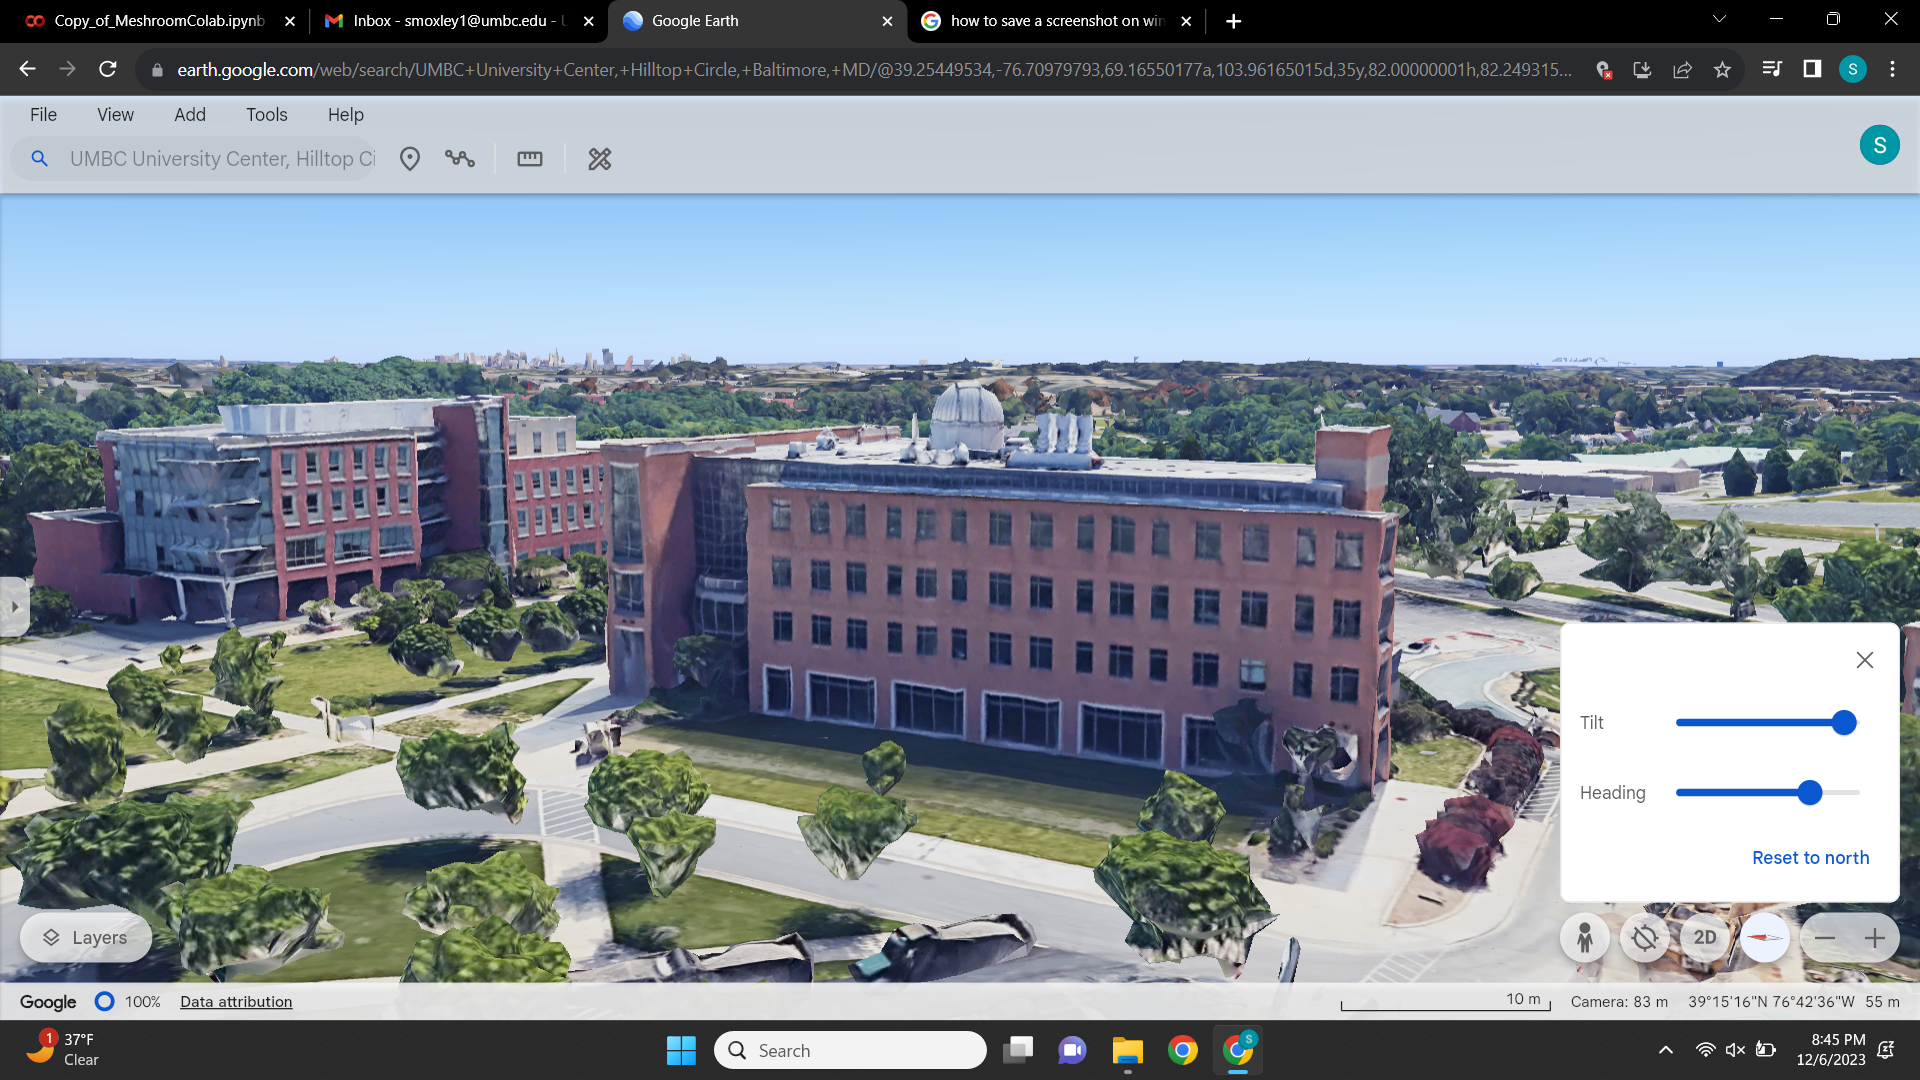 Copy_of_MeshroomColab.ipynb
Inbox - smoxley1@umbc.edu - U
Google Earth
how to save a screenshot on win
earth.google.com/web/search/UMBC+University+Center,+Hilltop+Circle,+Baltimore,+MD/@39.25449534,-76.70979793,69.16550177a,103.96165015d,35y,82.00000001h,82.249315...
S
File View Add Tools Help
UMBC University Center, Hilltop Ci
S
Tilt
Heading
Reset to north
Layers
2D
Google 100% Data attribution
10 m Camera: 83 m 39°15'16"N 76°42'36"W 55 m
1
37°F
Clear
Search
S
8:45 PM
12/6/2023